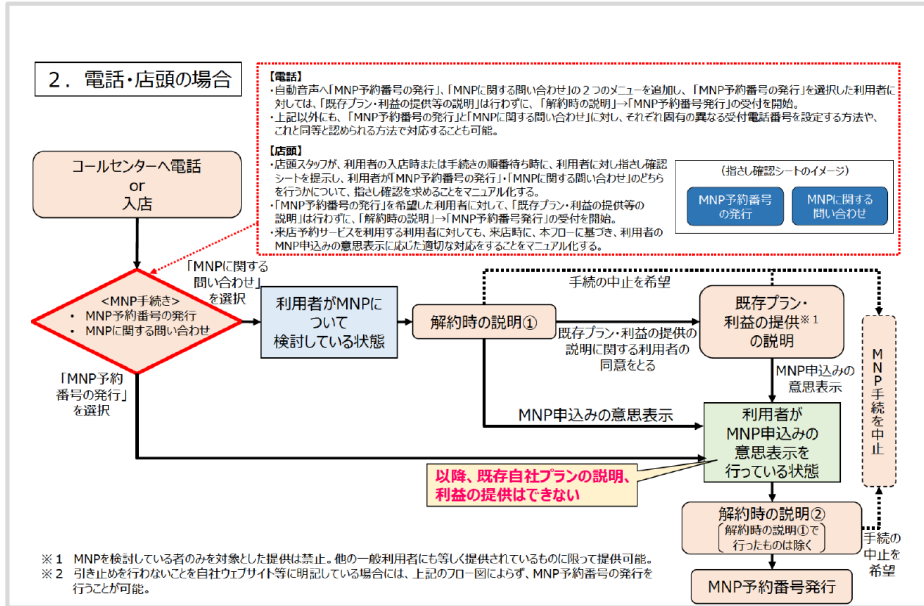 ２．電話・店頭の場合
【電話】
・自動音声へ「MNP予約番号の発行」、「MNPに関する問い合わせ」の２つのメニューを追加し、「MNP予約番号の発行」を選択した利用者に
対しては、「既存プラン・利益の提供等の説明」は行わずに、「解約時の説明」→「MNP予約番号発行」の受付を開始。
・上記以外にも、「MNP予約番号の発行」と「MNPに関する問い合わせ」に対し、それぞれ固有の異なる受付電話番号を設定する方法や、
これと同等と認められる方法で対応することも可能。
【店頭】
・店頭スタッフが、利用者の入店時または手続きの順番待ち時に、利用者に対し指さし確認
シートを提示し、利用者が「MNP予約番号の発行」・「MNPに関する問い合わせ」のどちら
を行うかについて、指さし確認を求めることをマニュアル化する。
・「MNP予約番号の発行」を希望した利用者に対して、「既存プラン・利益の提供等の
説明」は行わずに、「解約時の説明」→「MNP予約番号発行」の受付を開始。
・来店予約サービスを利用する利用者に対しても、来店時に、本フローに基づき、利用者の
MNP申込みの意思表示に応じた適切な対応をすることをマニュアル化する。
（指さし確認シートのイメージ）
MNP予約番号
の発行
MNPに関する
問い合わせ
コールセンターへ電話
or
入店
「MNPに関する
問い合わせ」
を選択
<MNP手続き>
・ MNP予約番号の発行
・ MNPに関する問い合わせ
「MNP予約
番号の発行」
を選択
利用者がMNPに
ついて
検討している状態
解約時の説明①
手続の中止を希望
既存プラン・利益の提供の
説明に関する利用者の
同意をとる
既存プラン・
利益の提供※１
の説明
MNP申込みの
意思表示
MNP申込みの意思表示
利用者が
MNP申込みの
意思表示を
行っている状態
MNP手続を中止
以降、既存自社プランの説明、
利益の提供はできない
解約時の説明②
解約時の説明①で
行ったものは除く
手続の
中止を
希望
MNP予約番号発行
※１ MNPを検討している者のみを対象とした提供は禁止。他の一般利用者にも等しく提供されているものに限って提供可能。
※２ 引き止めを行わないことを自社ウェブサイト等に明記している場合には、上記のフロー図によらず、MNP予約番号の発行を
行うことが可能。